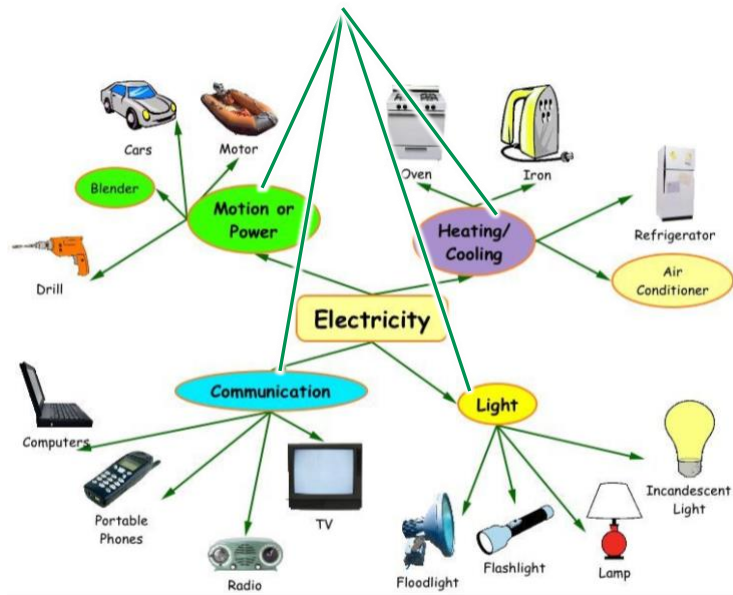 Cars
Motor
Oven
Iron
Blender
Motion or
Power
Heating/
Cooling
Refrigerator
Drill
Air
Conditioner
Electricity
Communication
Light
Computers
Portable
Phones
TV
Radio
Floodlight
Flashlight
Lamp
Incandescent
Light